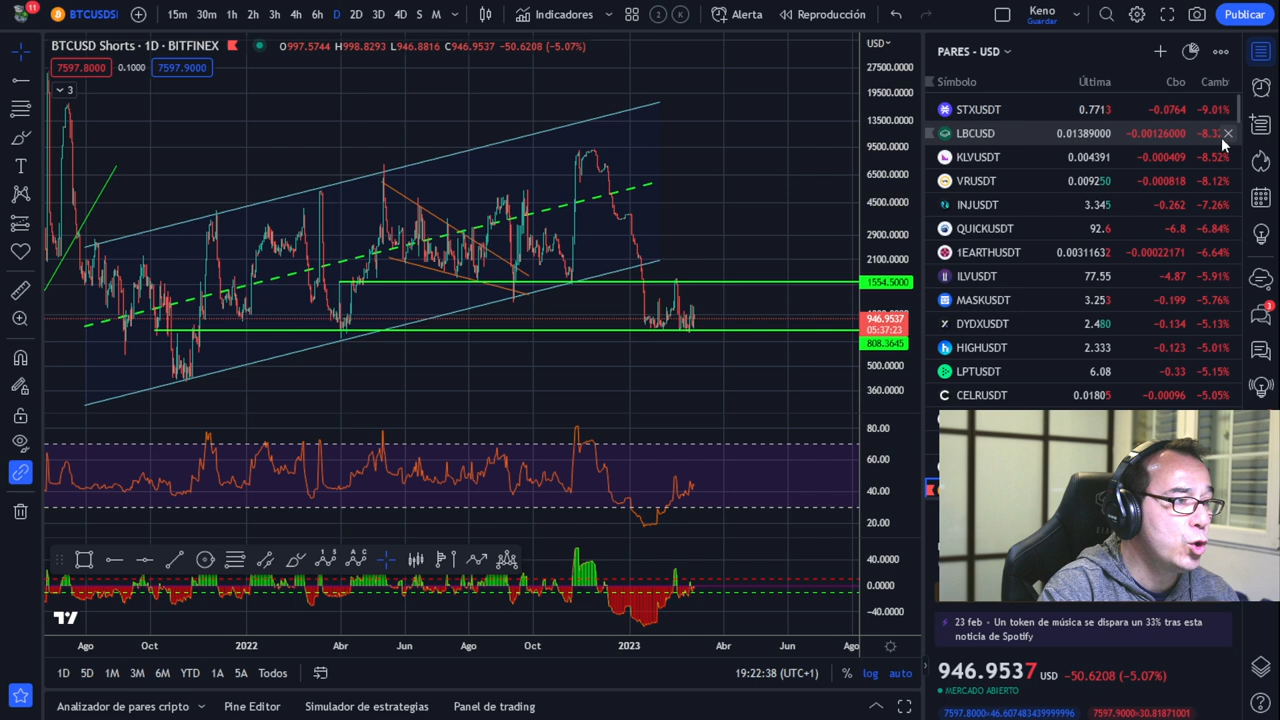 11
BTCUSDS
15m 30m 1h 2h 3h 4h 6h D 2D 3D 4D S M
Indicadores
2 K
Alerta
Reproducción
Keno
Guardar
Publicar
BTCUSD Shorts · 1D · BITFINEX
O997.5744 H998.8293 L946.8816 C946.9537 −50.6208 (−5.07%)
7597.8000 0.1000 7597.9000
3
USD
27500.0000
19500.0000
13500.0000
9500.0000
6500.0000
4500.0000
2900.0000
2100.0000
1554.5000
946.9537
05:37:23
808.3645
500.0000
360.0000
80.00
60.00
40.00
20.00
40.0000
0.0000
−40.0000
Ago Oct 2022 Abr Jun Ago Oct 2023 Abr Jun Ago
1D 5D 1M 3M 6M YTD 1A 5A Todos
19:22:38 (UTC+1) % log auto
Analizador de pares cripto Pine Editor Simulador de estrategias Panel de trading
PARES - USD
Símbolo Última Cbo Camb
STXUSDT 0.7713 −0.0764 −9.01%
LBCUSD 0.01389000 −0.00126000
KLVUSDT 0.004391 −0.000409 −8.52%
VRUSDT 0.009250 −0.000818 −8.12%
INJUSDT 3.345 −0.262 −7.26%
QUICKUSDT 92.6 −6.8 −6.84%
1EARTHUSDT 0.0031162 −0.00022171 −6.64%
ILVUSDT 77.55 −4.87 −5.91%
MASKUSDT 3.253 −0.199 −5.76%
DYDXUSDT 2.480 −0.134 −5.13%
HIGHUSDT 2.333 −0.123 −5.01%
LPTUSDT 6.08 −0.33 −5.15%
CELRUSDT 0.01805 −0.00096 −5.05%
23 feb · Un token de música se dispara un 33% tras esta
noticia de Spotify
946.9537 USD −50.6208 (−5.07%)
MERCADO ABIERTO
3